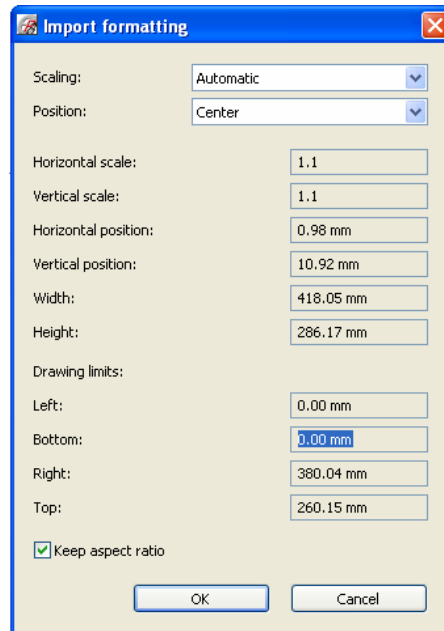 Import formatting
Scaling: Automatic
Position: Center
Horizontal scale: 1.1
Vertical scale: 1.1
Horizontal position: 0.98 mm
Vertical position: 10.92 mm
Width: 418.05 mm
Height: 286.17 mm
Drawing limits:
Left: 0.00 mm
Bottom: 0.00 mm
Right: 380.04 mm
Top: 260.15 mm
Keep aspect ratio
OK Cancel